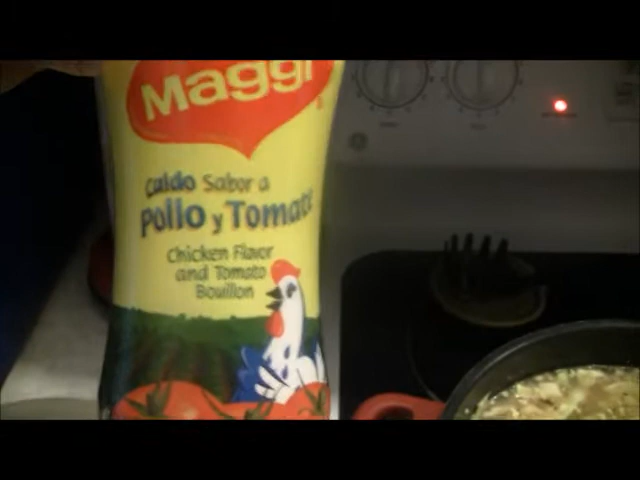 Maggi
®
Caldo Sabor a
Pollo y Tomate
Chicken Flavor
and Tomato
Bouillon